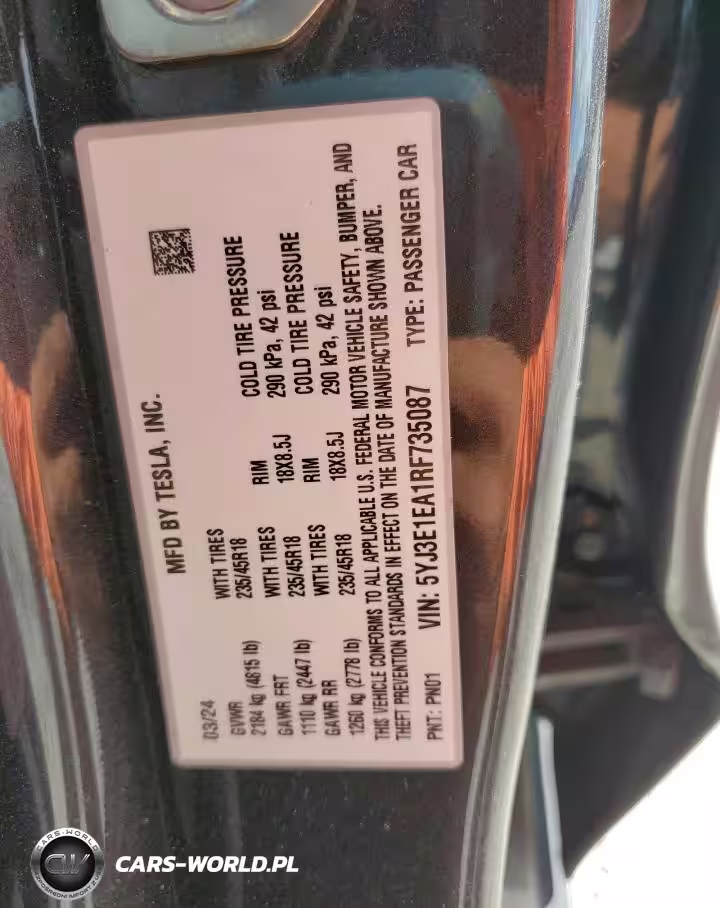 MFD BY TESLA, INC.
03/24
GVWR WITH TIRES RIM COLD TIRE PRESSURE
2184 kg (4815 lb) 235/45R18 18X8.5J 290 kPa, 42 psi
GAWR FRT WITH TIRES RIM COLD TIRE PRESSURE
1110 kg (2447 lb) 235/45R18 18X8.5J 290 kPa, 42 psi
GAWR RR WITH TIRES
1260 kg (2778 lb) 235/45R18
THIS VEHICLE CONFORMS TO ALL APPLICABLE U.S. FEDERAL MOTOR VEHICLE SAFETY, BUMPER, AND
THEFT PREVENTION STANDARDS IN EFFECT ON THE DATE OF MANUFACTURE SHOWN ABOVE.
PNT: PN01 VIN: 5YJ3E1EA1RF735087 TYPE: PASSENGER CAR
CARS-WORLD
CW
CARS-WORLD.PL